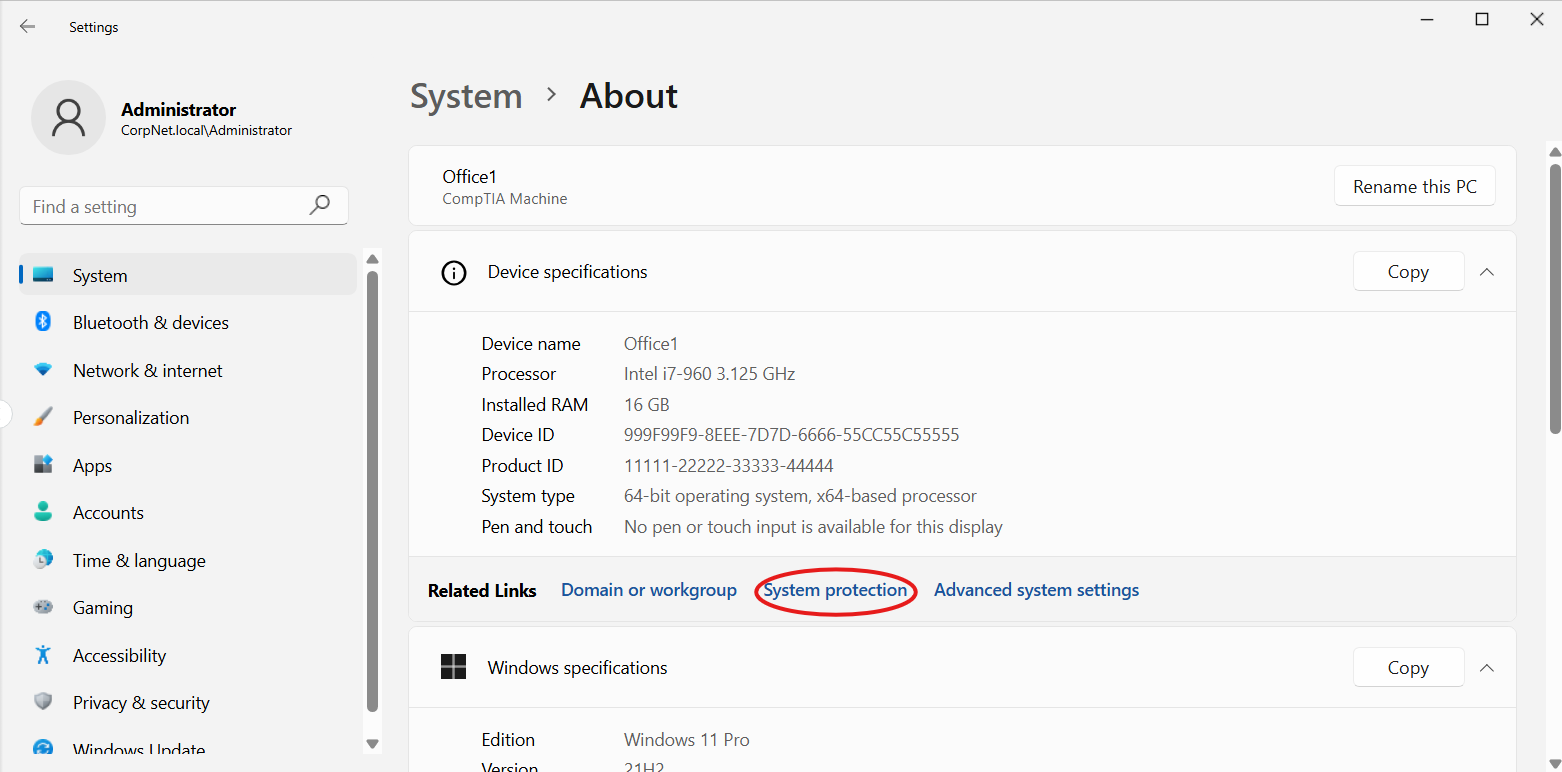 Settings
Administrator
CorpNet.local\Administrator
Find a setting
System
Bluetooth & devices
Network & internet
Personalization
Apps
Accounts
Time & language
Gaming
Accessibility
Privacy & security
Windows Update
System > About
Office1
CompTIA Machine
Rename this PC
Device specifications
Copy
Device name Office1
Processor Intel i7-960 3.125 GHz
Installed RAM 16 GB
Device ID 999F99F9-8EEE-7D7D-6666-55CC55C55555
Product ID 11111-22222-33333-44444
System type 64-bit operating system, x64-based processor
Pen and touch No pen or touch input is available for this display
Related Links Domain or workgroup System protection Advanced system settings
Windows specifications
Copy
Edition Windows 11 Pro
Version 21H2